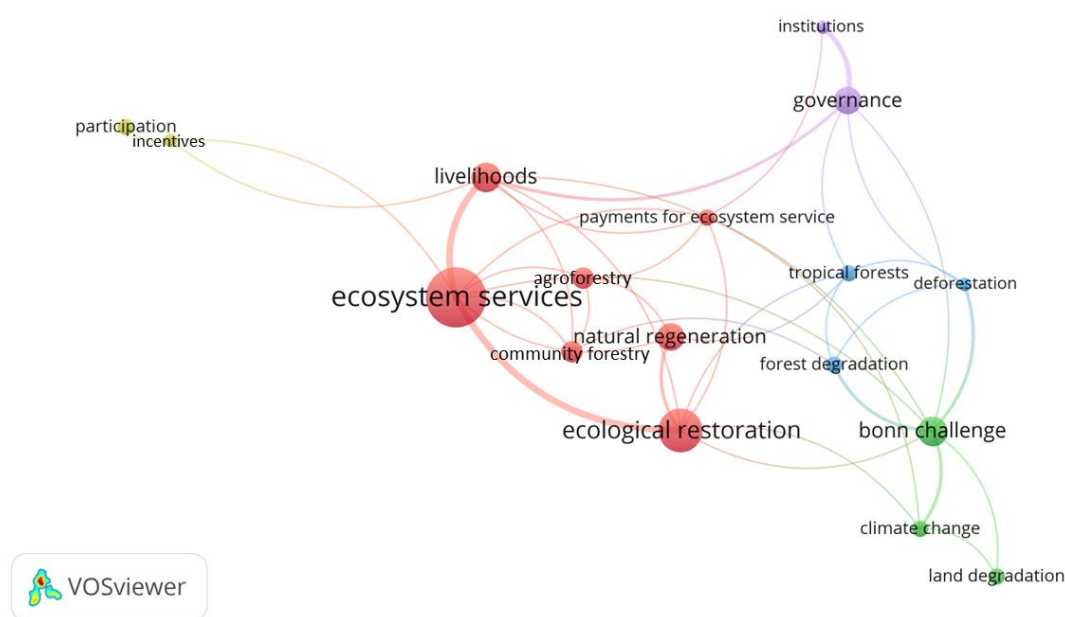 institutions
governance
participation
incentives
livelihoods
payments for ecosystem service
tropical forests
deforestation
agroforestry
ecosystem services
natural regeneration
community forestry
forest degradation
ecological restoration
bonn challenge
climate change
land degradation
VOSviewer